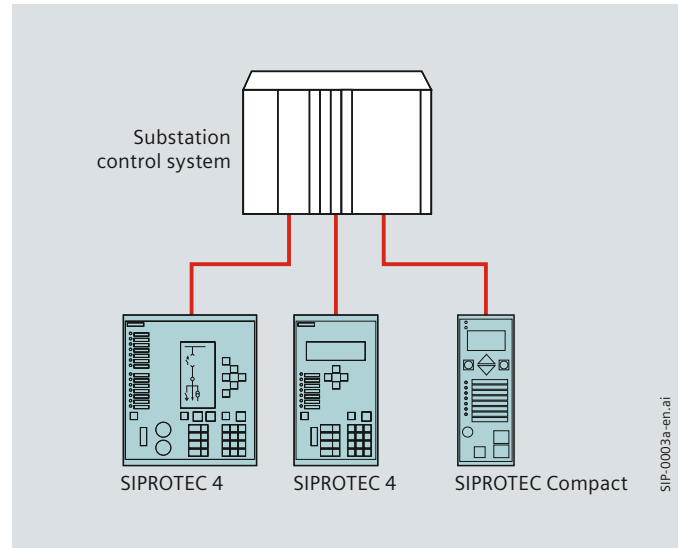 Substation
control system
SIPROTEC 4
SIPROTEC 4
SIPROTEC Compact
SIP-0003a-en.ai